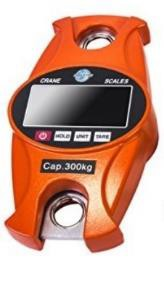 CRANE SCALES
HOLD UNIT TARE
Cap.300kg